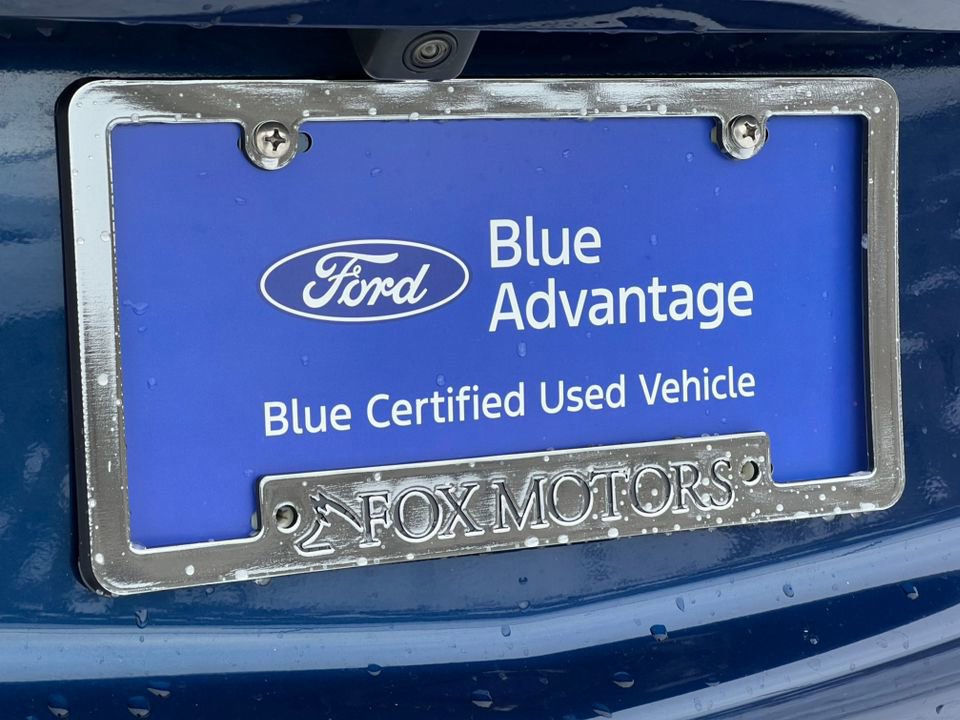 Ford
Blue
Advantage
Blue Certified Used Vehicle
FOX MOTORS